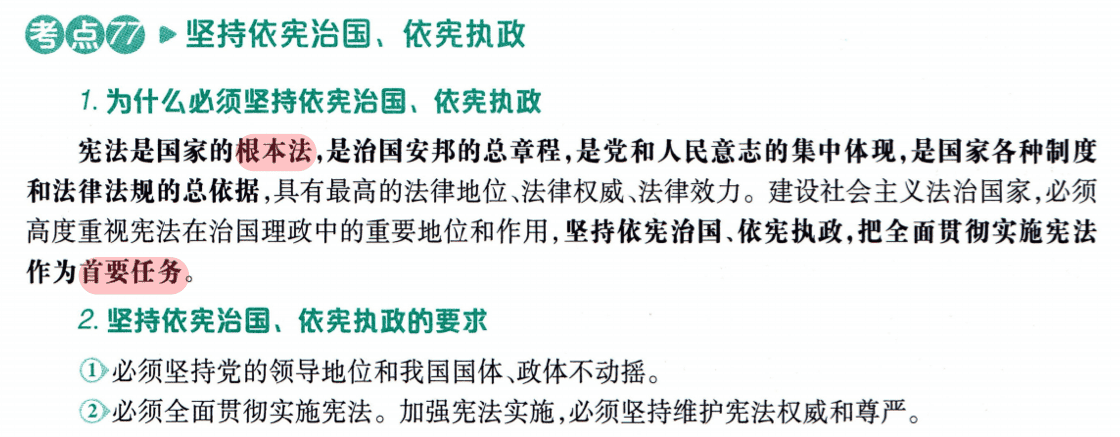 考点77 ▶ 坚持依宪治国、依宪执政
1. 为什么必须坚持依宪治国、依宪执政
宪法是国家的根本法,是治国安邦的总章程,是党和人民意志的集中体现,是国家各种制度
和法律法规的总依据,具有最高的法律地位、法律权威、法律效力。建设社会主义法治国家,必须
高度重视宪法在治国理政中的重要地位和作用,坚持依宪治国、依宪执政,把全面贯彻实施宪法
作为首要任务。
2. 坚持依宪治国、依宪执政的要求
①必须坚持党的领导地位和我国国体、政体不动摇。
②必须全面贯彻实施宪法。加强宪法实施,必须坚持维护宪法权威和尊严。